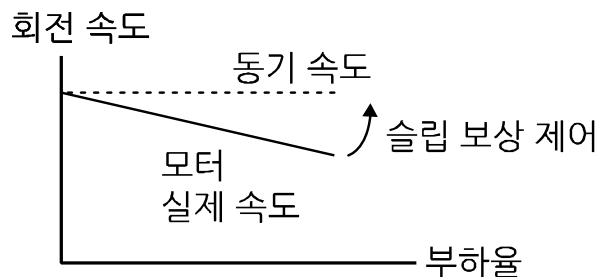 회전 속도
동기 속도
슬립 보상 제어
모터
실제 속도
부하율